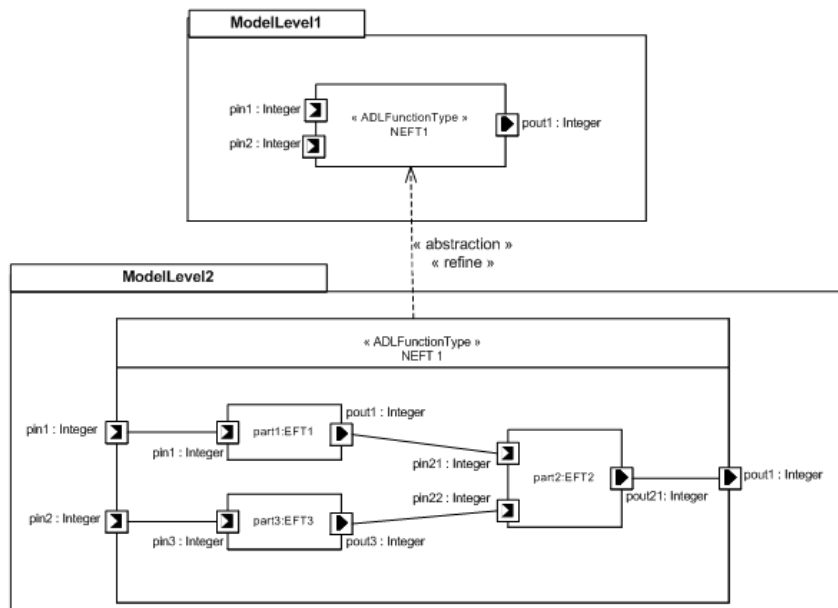 ModelLevel1
pin1 : Integer
« ADLFunctionType »
NEFT1
pout1 : Integer
pin2 : Integer
« abstraction »
« refine »
ModelLevel2
« ADLFunctionType »
NEFT 1
pout1 : Integer
pin1 : Integer
part1:EFT1
pin1 : Integer
pin21 : Integer
part2:EFT2
pout1 : Integer
pin22 : Integer
pout21: Integer
pin2 : Integer
part3:EFT3
pin3 : Integer
pout3 : Integer